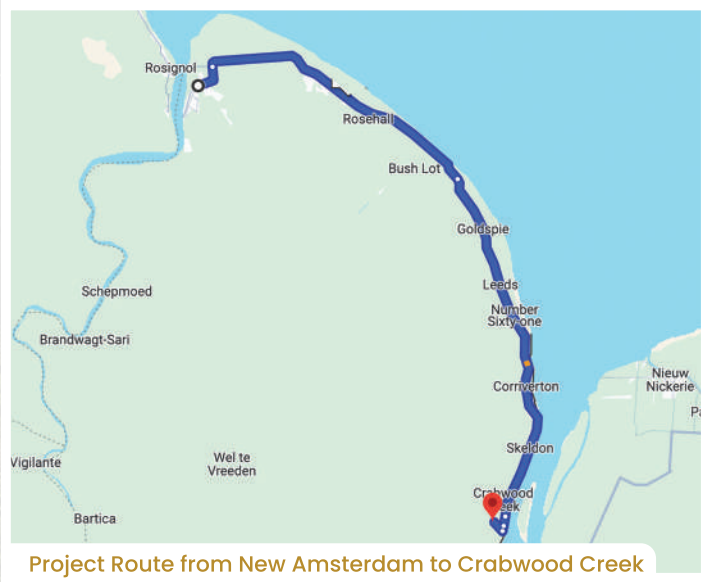 Rosignol
Rosehall
Bush Lot
Goldspie
Leeds
Schepmoed
Number
Sixty-one
Brandwagt-Sari
Nieuw
Nickerie
Corriverton
Pa
Skeldon
Vigilante
Wel te
Vreeden
Crabwood
Creek
Bartica
Project Route from New Amsterdam to Crabwood Creek